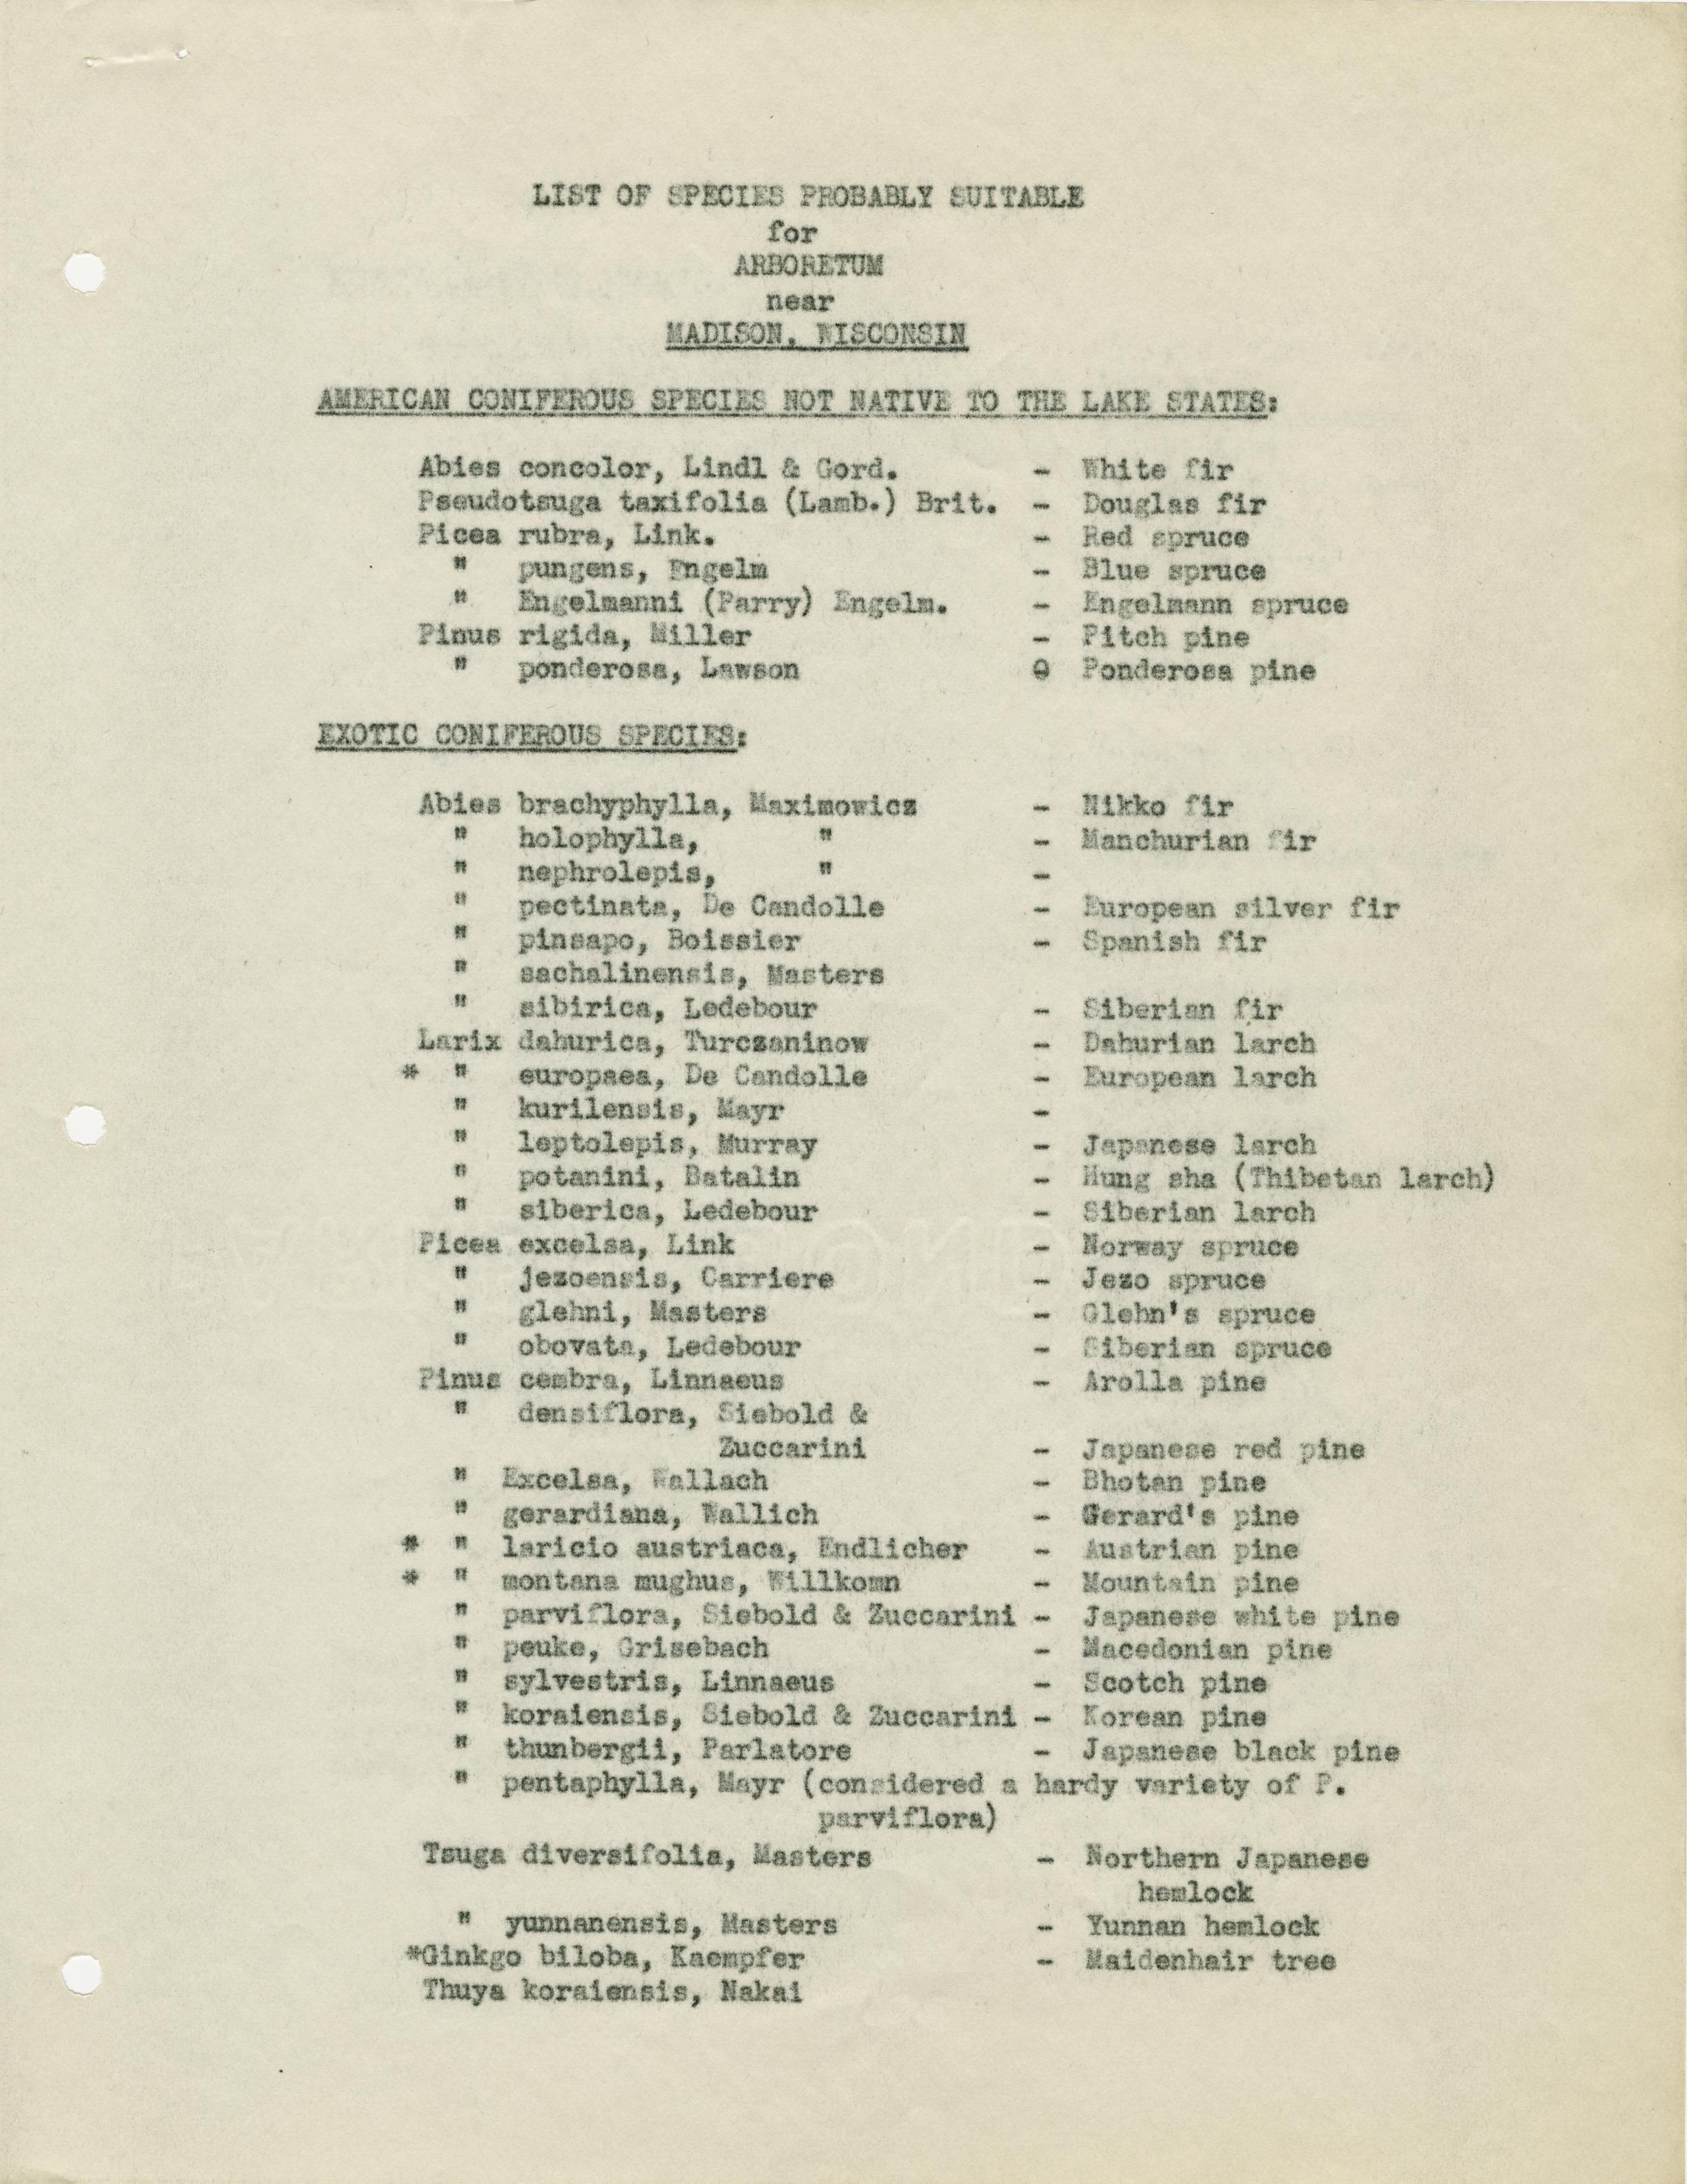 LIST OF SPECIES PROBABLY SUITABLE
for
ARBORETUM
near
MADISON, WISCONSIN
AMERICAN CONIFEROUS SPECIES NOT NATIVE TO THE LAKE STATES:
Abies concolor, Lindl & Gord. - White fir
Pseudotsuga taxifolia (Lamb.) Brit. - Douglas fir
Picea rubra, Link. - Red spruce
" pungens, Engelm - Blue spruce
" Engelmanni (Parry) Engelm. - Engelmann spruce
Pinus rigida, Miller - Pitch pine
" ponderosa, Lawson Ponderosa pine
EXOTIC CONIFEROUS SPECIES:
Abies brachyphylla, Maximowicz - Nikko fir
" holophylla, " - Manchurian fir
" nephrolepis, " -
" pectinata, De Candolle - European silver fir
" pinsapo, Boissier - Spanish fir
" sachalinensis, Masters
" sibirica, Ledebour - Siberian fir
Larix dahurica, Turczaninow - Dahurian larch
* " europaea, De Candolle - European larch
" kurilensis, Mayr -
" leptolepis, Murray - Japanese larch
" potanini, Batalin - Hung sha (Thibetan larch)
" siberica, Ledebour - Siberian larch
Picea excelsa, Link - Norway spruce
" jezoensis, Carriere - Jezo spruce
" glehni, Masters - Glehn's spruce
" obovata, Ledebour - Siberian spruce
Pinus cembra, Linnaeus - Arolla pine
" densiflora, Siebold &
Zuccarini - Japanese red pine
" Excelsa, Wallach - Bhotan pine
" gerardiana, Wallich - Gerard's pine
* " laricio austriaca, Endlicher - Austrian pine
* " montana mughus, Willkomn - Mountain pine
" parviflora, Siebold & Zuccarini - Japanese white pine
" peuke, Grisebach - Macedonian pine
" sylvestris, Linnaeus - Scotch pine
" koraiensis, Siebold & Zuccarini - Korean pine
" thunbergii, Parlatore - Japanese black pine
" pentaphylla, Mayr (considered a hardy variety of P.
parviflora)
Tsuga diversifolia, Masters - Northern Japanese
hemlock
" yunnanensis, Masters - Yunnan hemlock
*Ginkgo biloba, Kaempfer - Maidenhair tree
Thuya koraiensis, Nakai